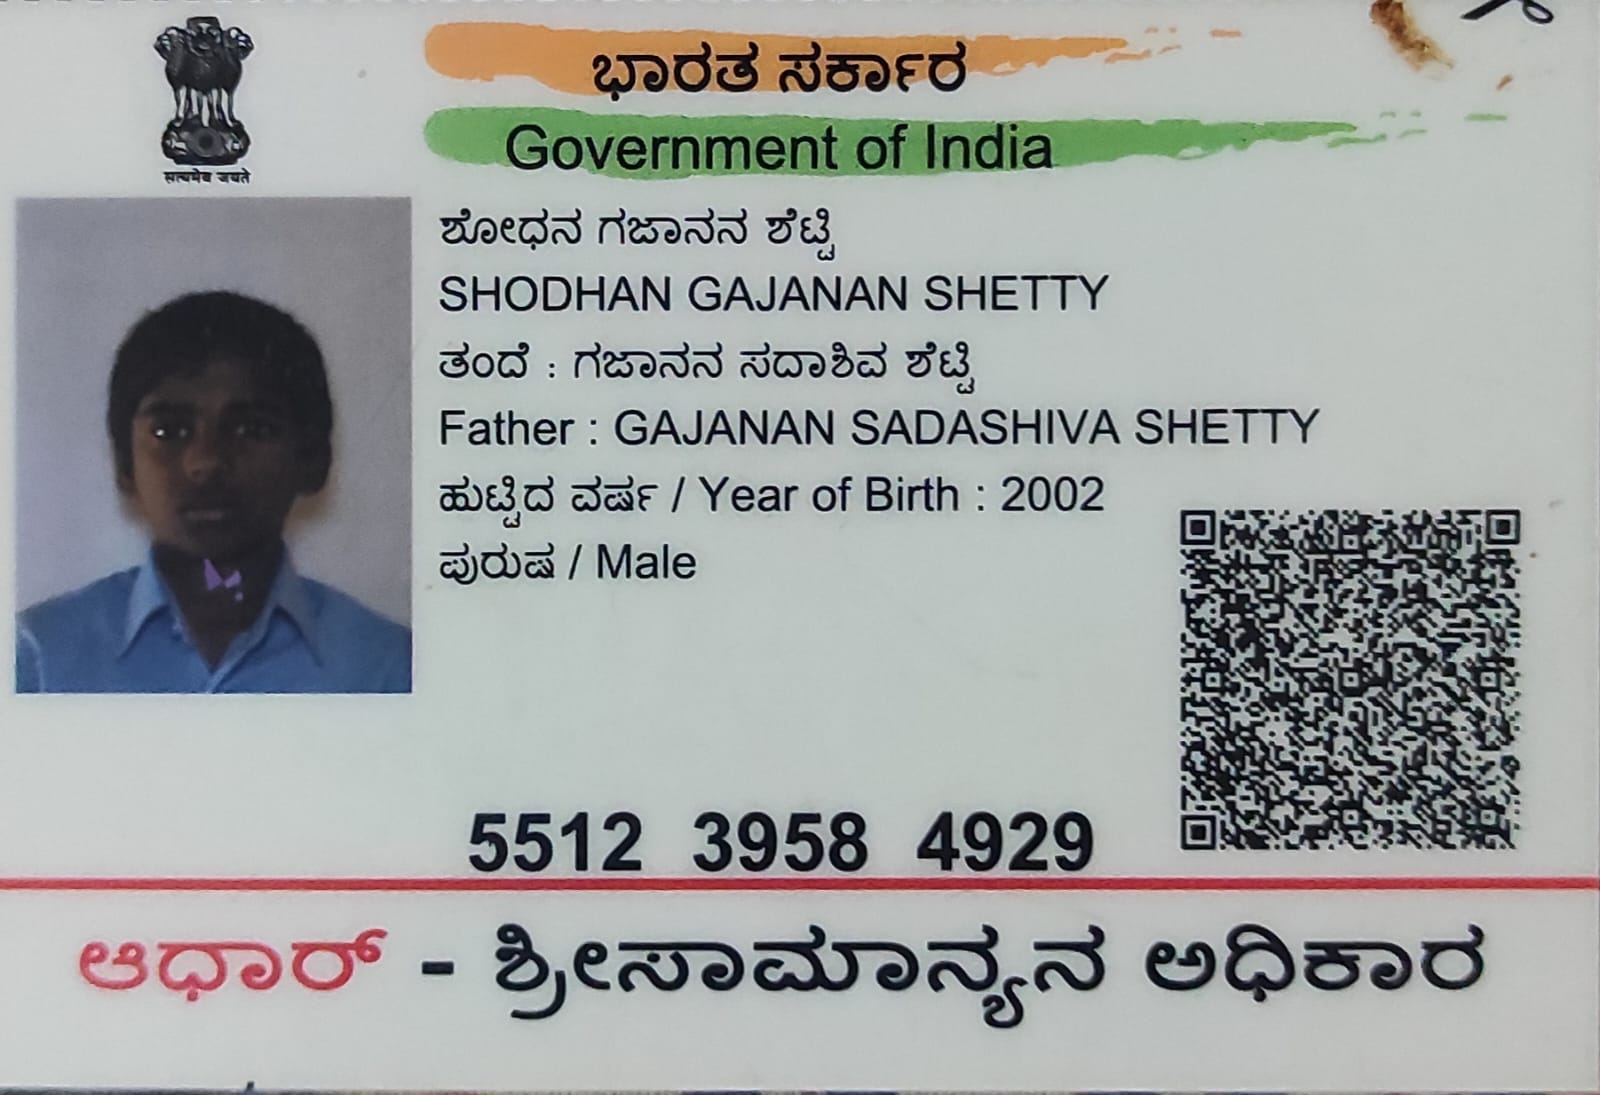 ಭಾರತ ಸರ್ಕಾರ
Government of India
सत्यमेव जयते
ಶೋಧನ ಗಜಾನನ ಶೆಟ್ಟಿ
SHODHAN GAJANAN SHETTY
ತಂದೆ : ಗಜಾನನ ಸದಾಶಿವ ಶೆಟ್ಟಿ
Father : GAJANAN SADASHIVA SHETTY
ಹುಟ್ಟಿದ ವರ್ಷ / Year of Birth : 2002
ಪುರುಷ / Male
5512 3958 4929
ಆಧಾರ್ - ಶ್ರೀಸಾಮಾನ್ಯನ ಅಧಿಕಾರ